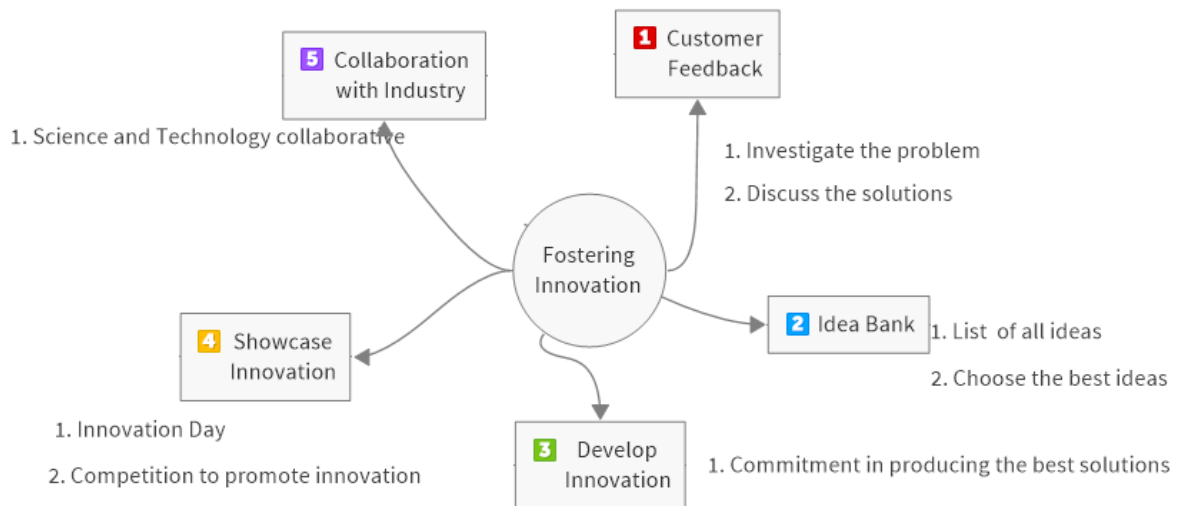 1 Customer
Feedback
1. Investigate the problem
2. Discuss the solutions
2 Idea Bank
1. List of all ideas
2. Choose the best ideas
3 Develop
Innovation
1. Commitment in producing the best solutions
4 Showcase
Innovation
1. Innovation Day
2. Competition to promote innovation
5 Collaboration
with Industry
1. Science and Technology collaborative
Fostering
Innovation